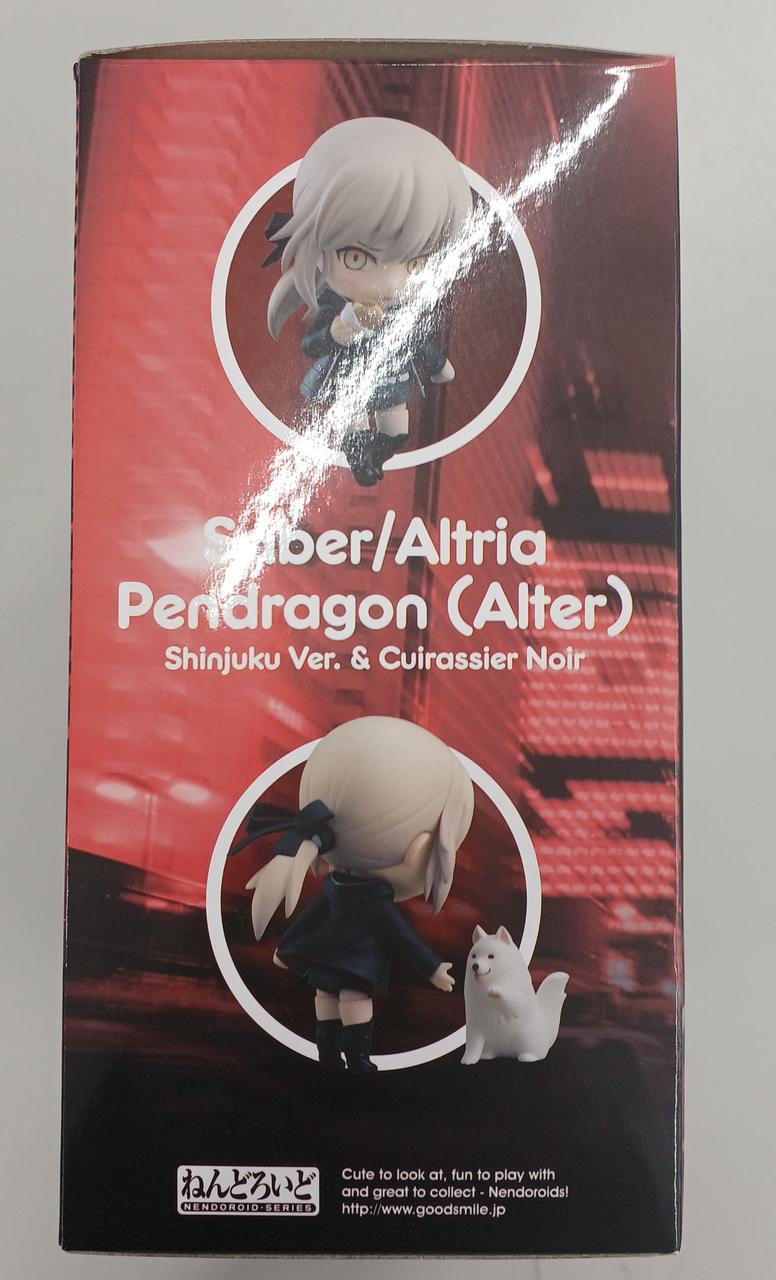 Saber/Altria
Pendragon (Alter)
Shinjuku Ver. & Cuirassier Noir
ねんどろいど
NENDOROID·SERIES
Cute to look at, fun to play with
and great to collect - Nendoroids!
http://www.goodsmile.jp